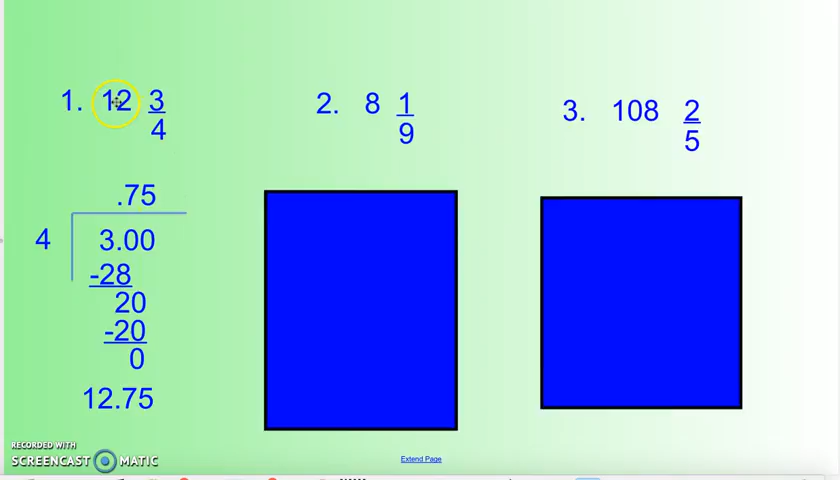 1. 12 3/4
2. 8 1/9
3. 108 2/5
.75
4 3.00
-28
20
-20
0
12.75
RECORDED WITH
SCREENCAST MATIC
Extend Page